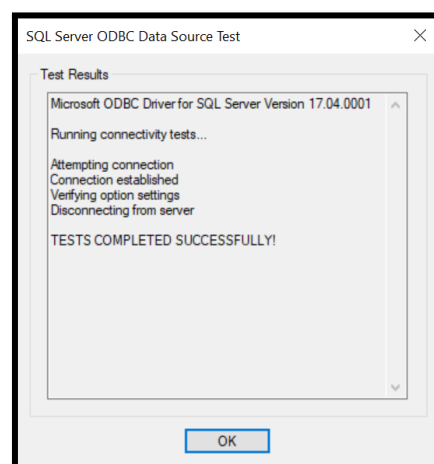 SQL Server ODBC Data Source Test
Test Results
Microsoft ODBC Driver for SQL Server Version 17.04.0001
Running connectivity tests...
Attempting connection
Connection established
Verifying option settings
Disconnecting from server
TESTS COMPLETED SUCCESSFULLY!
OK